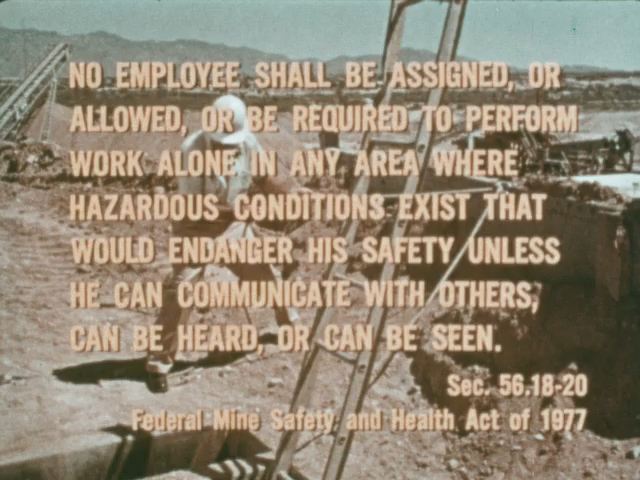 NO EMPLOYEE SHALL BE ASSIGNED, OR
ALLOWED, OR BE REQUIRED TO PERFORM
WORK ALONE IN ANY AREA WHERE
HAZARDOUS CONDITIONS EXIST THAT
WOULD ENDANGER HIS SAFETY UNLESS
HE CAN COMMUNICATE WITH OTHERS,
CAN BE HEARD, OR CAN BE SEEN.
Sec. 56.18-20
Federal Mine Safety and Health Act of 1977